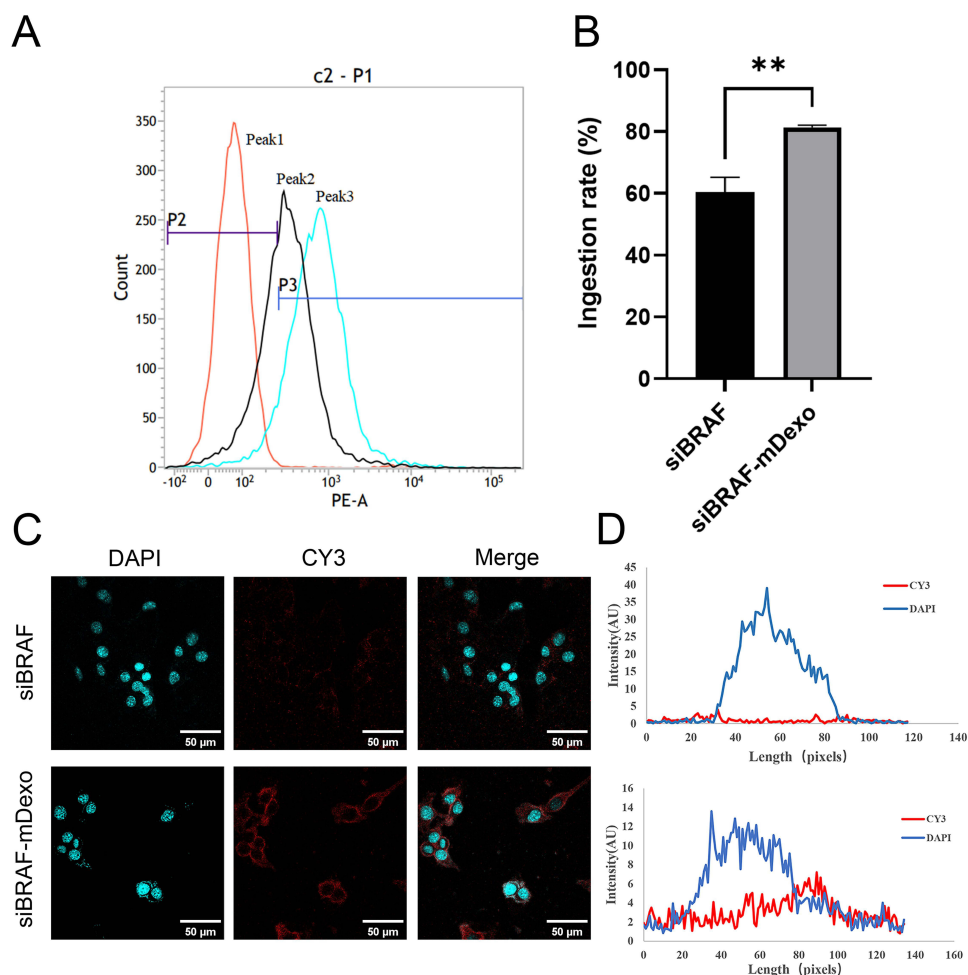 A
c2 - P1
Count
350
300
250
200
150
100
50
0
Peak1
Peak2
Peak3
P2
P3
-10²
0
10²
10³
10⁴
10⁵
PE-A
B
Ingestion rate (%)
100
80
60
40
20
0
**
siBRAF
siBRAF-mDexo
C
DAPI
CY3
Merge
siBRAF
50 μm
50 μm
50 μm
siBRAF-mDexo
50 μm
50 μm
50 μm
D
Intensity(AU)
45
40
35
30
25
20
15
10
5
0
CY3
DAPI
0 20 40 60 80 100 120 140
Length (pixels)
Intensity(AU)
16
14
12
10
8
6
4
2
0
CY3
DAPI
0 20 40 60 80 100 120 140 160
Length (pixels)